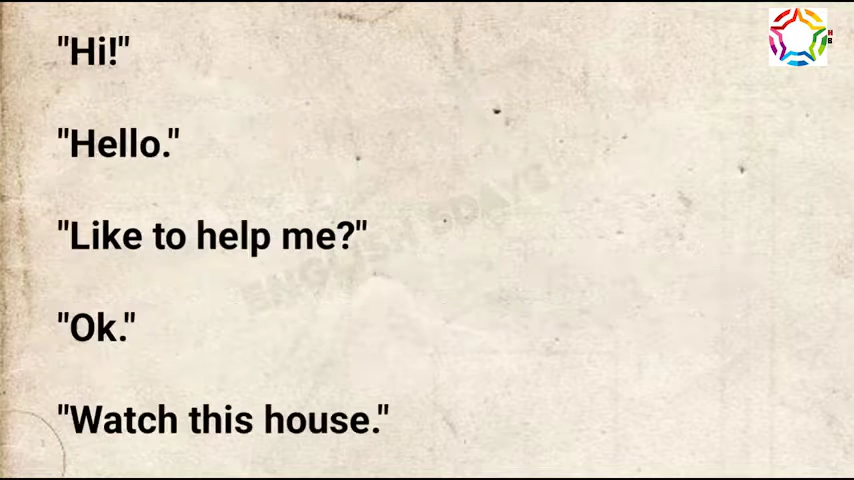 "Hi!"
"Hello."
"Like to help me?"
"Ok."
"Watch this house."
H
B